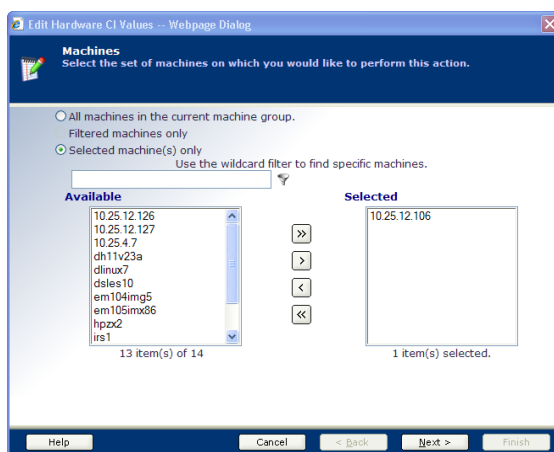 Edit Hardware CI Values -- Webpage Dialog
Machines
Select the set of machines on which you would like to perform this action.
All machines in the current machine group.
Filtered machines only
Selected machine(s) only
Use the wildcard filter to find specific machines.
Available
Selected
10.25.12.126
10.25.12.127
10.25.4.7
dh11v23a
dlinux7
dsles10
em104img5
em105imx86
hpzx2
irs1
10.25.12.106
>>
>
<
<<
13 item(s) of 14
1 item(s) selected.
Help
Cancel
< Back
Next >
Finish